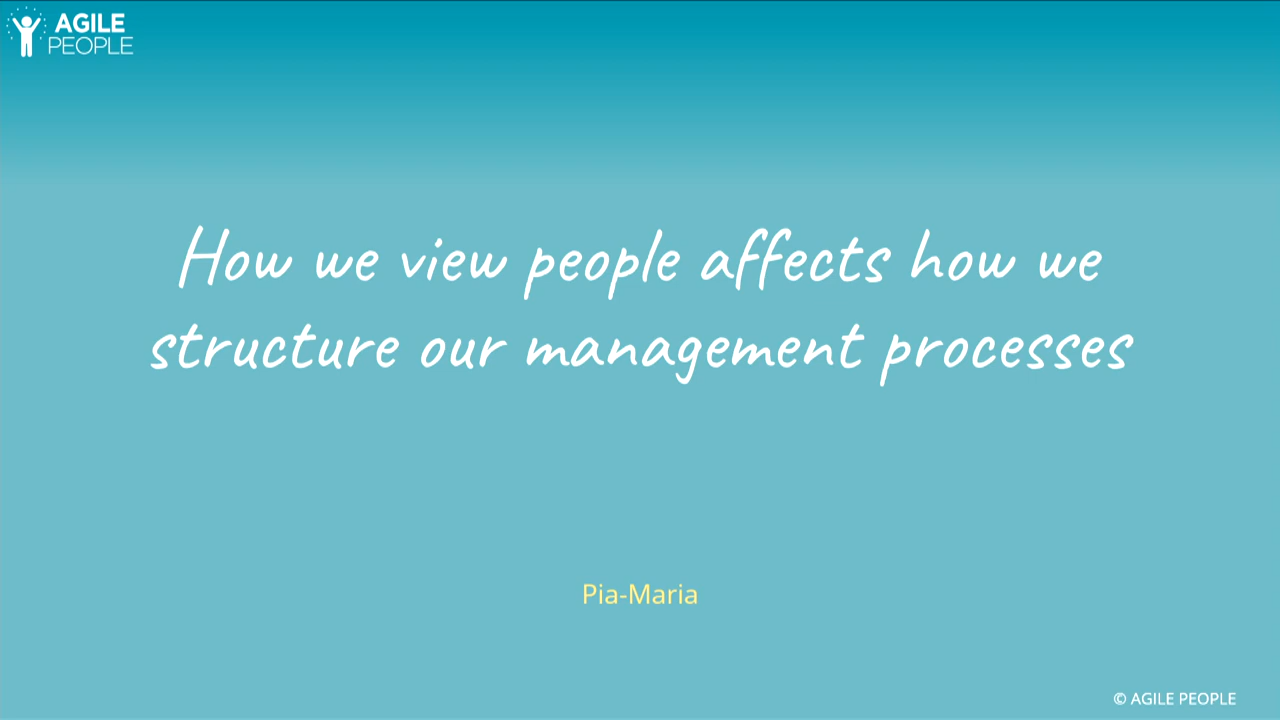 AGILE
PEOPLE
How we view people affects how we
structure our management processes
Pia-Maria
© AGILE PEOPLE